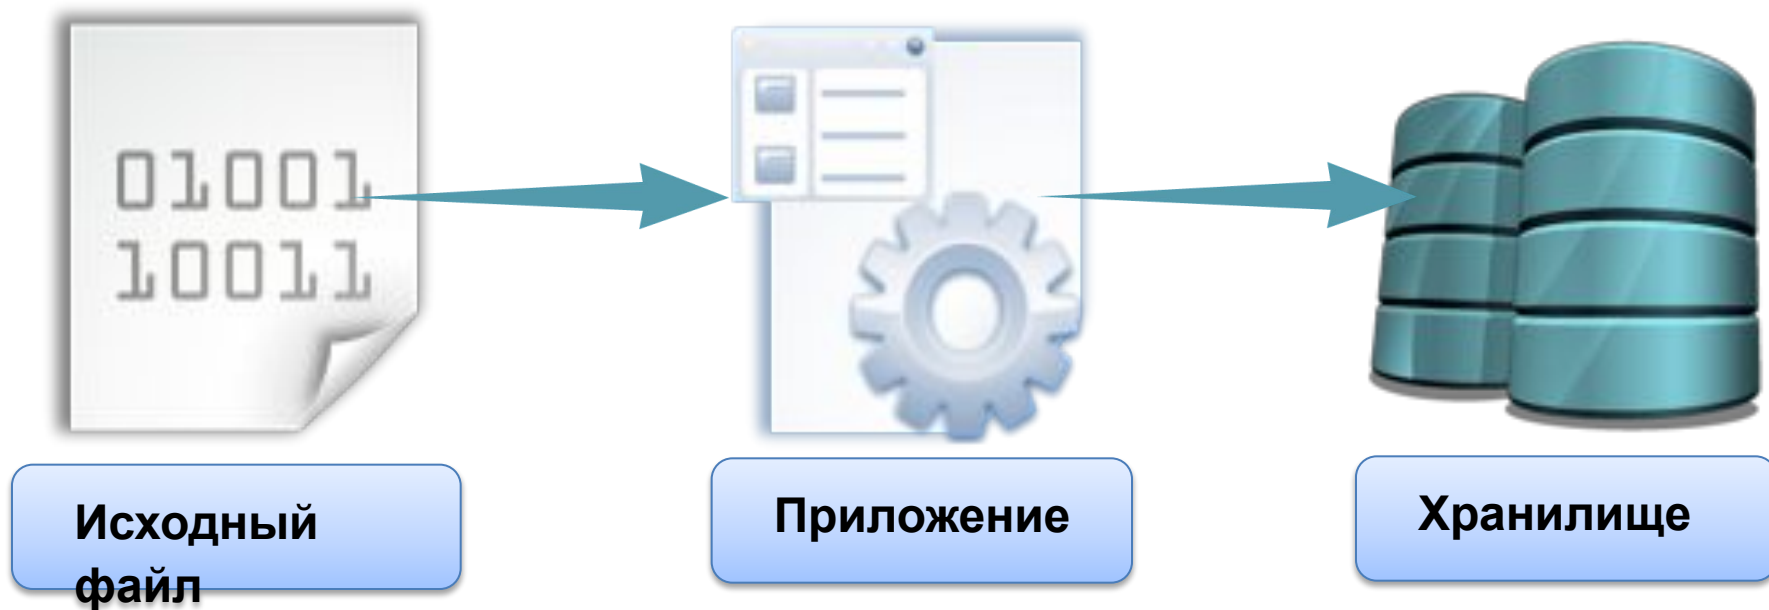 01001
10011
Исходный
файл
Приложение
Хранилище